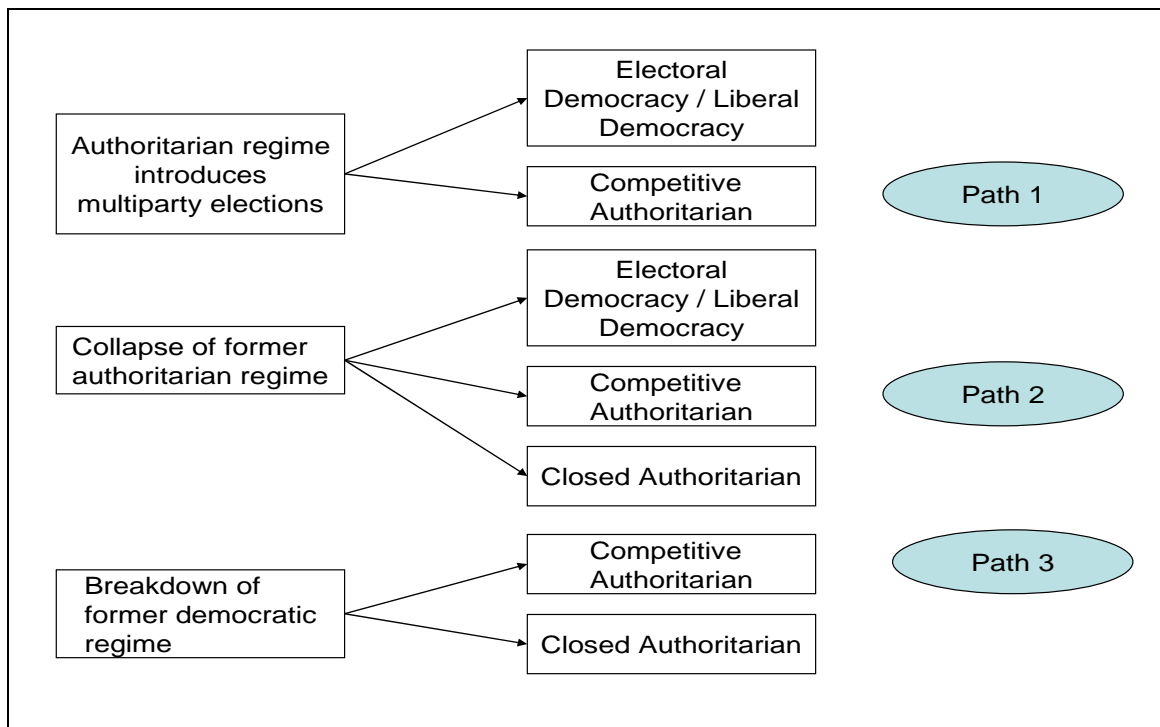 Authoritarian regime
introduces
multiparty elections
Electoral
Democracy / Liberal
Democracy
Competitive
Authoritarian
Path 1
Collapse of former
authoritarian regime
Electoral
Democracy / Liberal
Democracy
Competitive
Authoritarian
Closed Authoritarian
Path 2
Breakdown of
former democratic
regime
Competitive
Authoritarian
Closed Authoritarian
Path 3